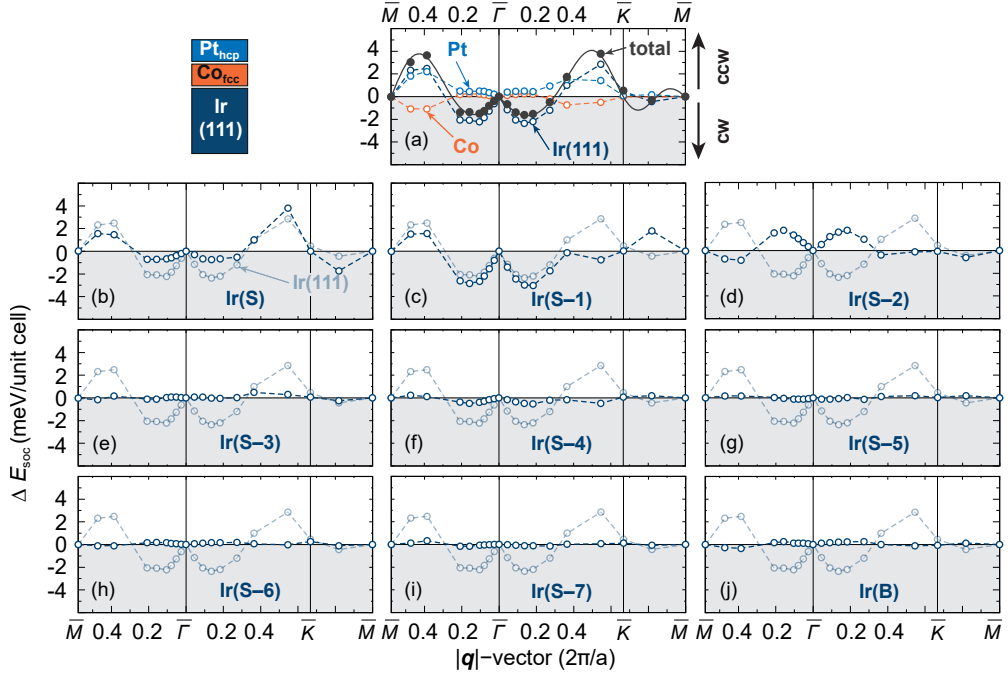 M̅ 0.4 0.2 Γ̅ 0.2 0.4 K̅ M̅
Pt_hcp
Co_fcc
Ir
(111)
4
2
0
-2
-4
Pt
total
Co
Ir(111)
(a)
ccw
cw
Δ E_soc (meV/unit cell)
4
2
0
-2
-4
(b)
Ir(S)
Ir(111)
(c)
Ir(S–1)
(d)
Ir(S–2)
4
2
0
-2
-4
(e)
Ir(S–3)
(f)
Ir(S–4)
(g)
Ir(S–5)
4
2
0
-2
-4
(h)
Ir(S–6)
(i)
Ir(S–7)
(j)
Ir(B)
M̅ 0.4 0.2 Γ̅ 0.2 0.4 K̅ M̅ 0.4 0.2 Γ̅ 0.2 0.4 K̅ M̅ 0.4 0.2 Γ̅ 0.2 0.4 K̅ M̅
|q|−vector (2π/a)